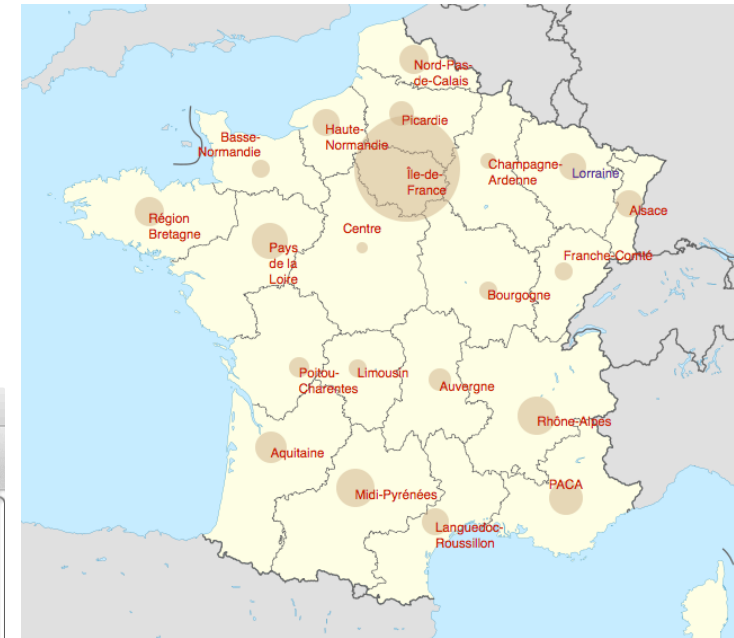 Nord-Pas-
de-Calais
Picardie
Haute-
Normandie
Basse-
Normandie
Île-de-
France
Champagne-
Ardenne
Lorraine
Alsace
Région
Bretagne
Pays
de la
Loire
Centre
Franche-Comté
Bourgogne
Poitou-
Charentes
Limousin
Auvergne
Rhône-Alpes
Aquitaine
Midi-Pyrénées
PACA
Languedoc-
Roussillon